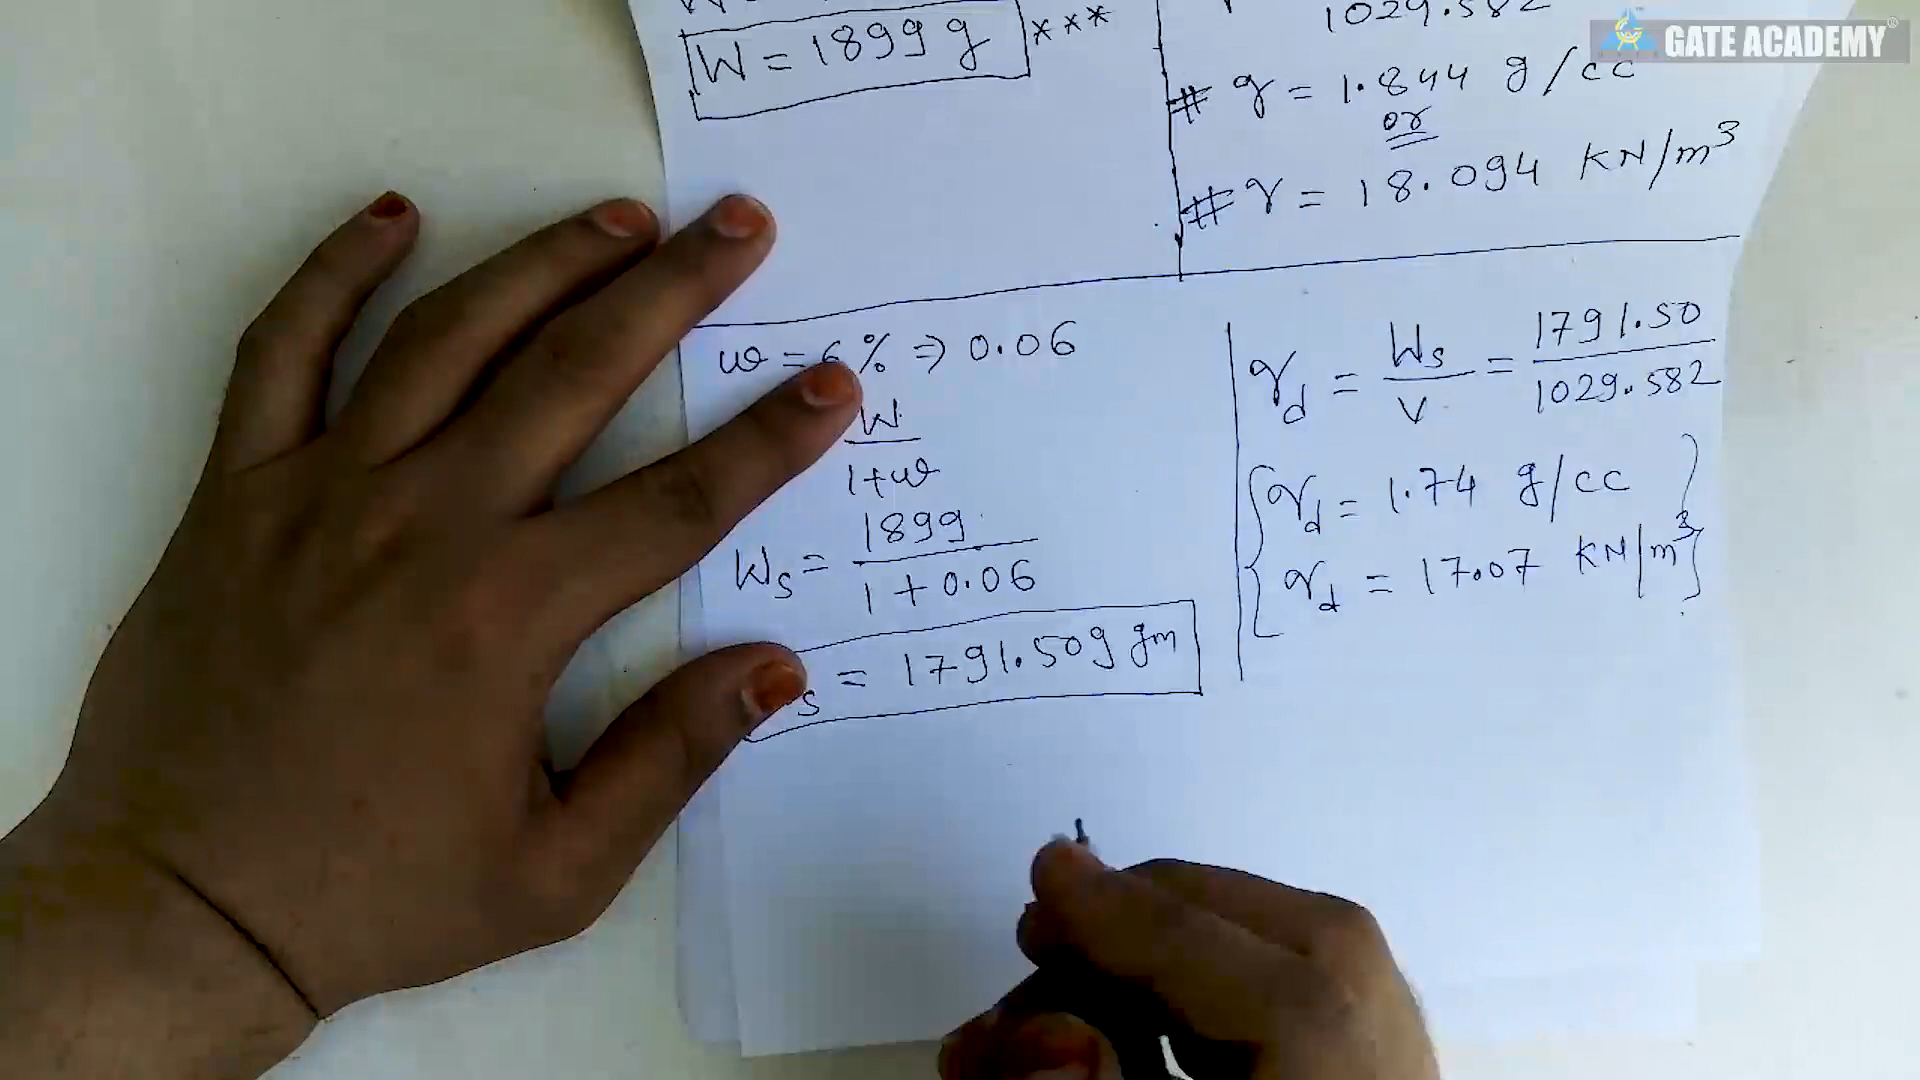 W = 1899 g ***
1029.582
GATE ACADEMY®
# γ = 1.844 g/cc
or
# γ = 18.094 KN/m³
w = 6% ⇒ 0.06
W
1+w
Ws = 1899 / 1 + 0.06
s = 1791.509 gm
γd = Ws / V = 1791.50 / 1029.582
γd = 1.74 g/cc
γd = 17.07 KN/m³